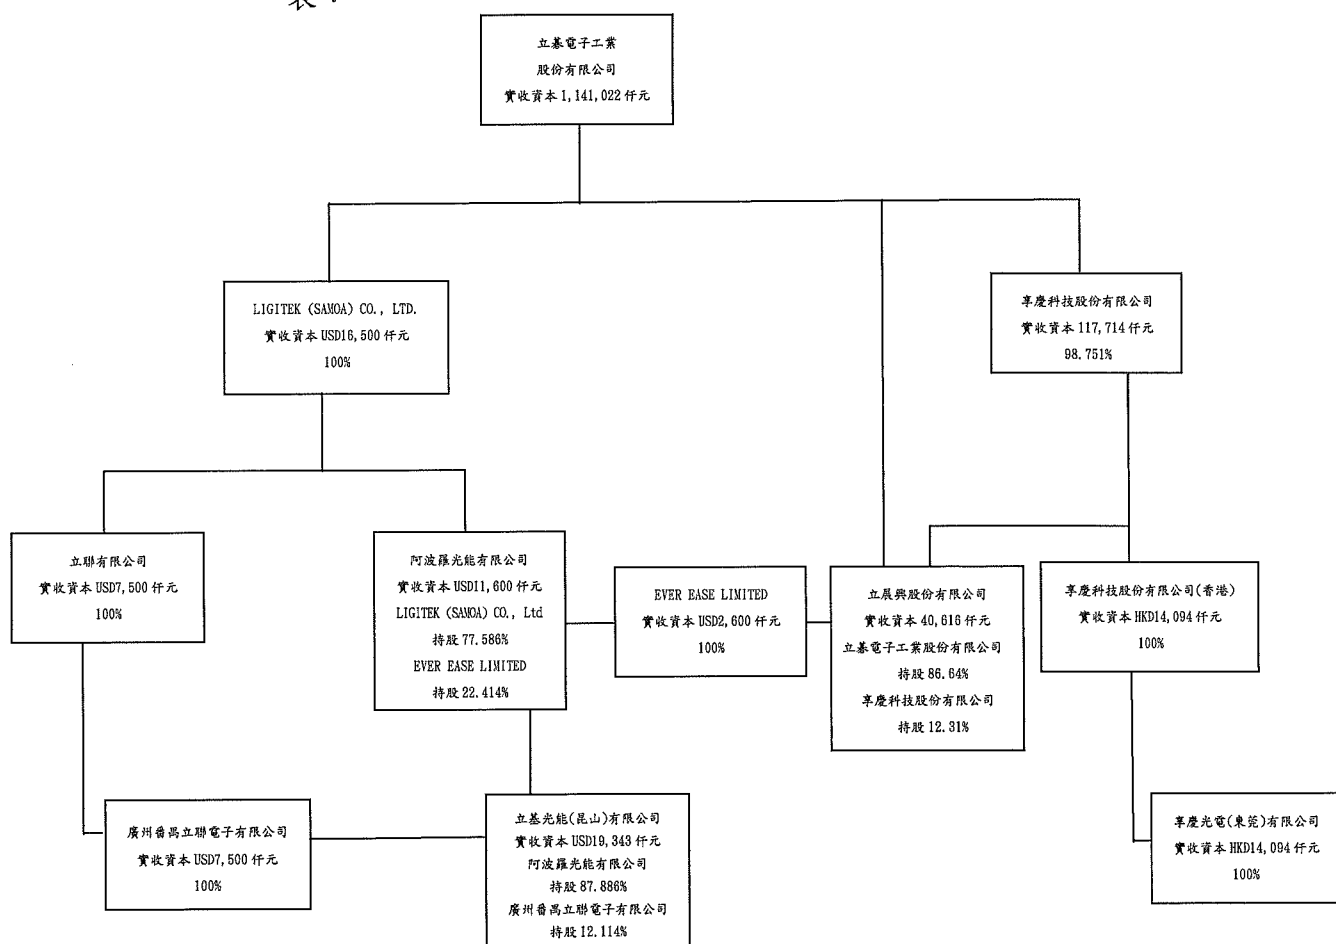 表：
立碁電子工業
股份有限公司
實收資本 1,141,022 仟元
LIGITEK (SAMOA) CO., LTD.
實收資本 USD16,500 仟元
100%
享慶科技股份有限公司
實收資本 117,714 仟元
98.751%
立聯有限公司
實收資本 USD7,500 仟元
100%
阿波羅光能有限公司
實收資本 USD11,600 仟元
LIGITEK (SAMOA) CO., Ltd
持股 77.586%
EVER EASE LIMITED
持股 22.414%
EVER EASE LIMITED
實收資本 USD2,600 仟元
100%
立晨興股份有限公司
實收資本 40,616 仟元
立碁電子工業股份有限公司
持股 86.64%
享慶科技股份有限公司
持股 12.31%
享慶科技股份有限公司(香港)
實收資本 HKD14,094 仟元
100%
廣州番禺立聯電子有限公司
實收資本 USD7,500 仟元
100%
立基光能(昆山)有限公司
實收資本 USD19,343 仟元
阿波羅光能有限公司
持股 87.886%
廣州番禺立聯電子有限公司
持股 12.114%
享慶光電(東莞)有限公司
實收資本 HKD14,094 仟元
100%